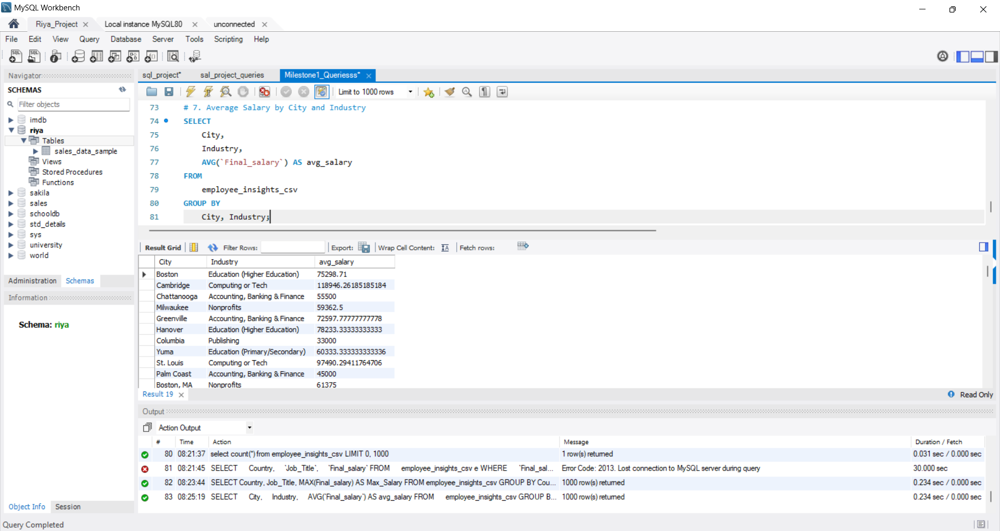 MySQL Workbench
Riya_Project
Local instance MySQL80
unconnected
File Edit View Query Database Server Tools Scripting Help
Navigator
SCHEMAS
Filter objects
imdb
riya
Tables
sales_data_sample
Views
Stored Procedures
Functions
sakila
sales
schooldb
std_details
sys
university
world
Administration Schemas
Information
Schema: riya
Object Info Session
sql_project* sal_project_queries Milestone1_Queriesss*
Limit to 1000 rows
73 # 7. Average Salary by City and Industry
74 SELECT
75 City,
76 Industry,
77 AVG(`Final_salary`) AS avg_salary
78 FROM
79 employee_insights_csv
80 GROUP BY
81 City, Industry;
Result Grid Filter Rows: Export: Wrap Cell Content: Fetch rows:
City Industry avg_salary
Boston Education (Higher Education) 75298.71
Cambridge Computing or Tech 118946.26185185184
Chattanooga Accounting, Banking & Finance 55500
Milwaukee Nonprofits 59362.5
Greenville Accounting, Banking & Finance 72597.77777777778
Hanover Education (Higher Education) 78233.33333333333
Columbia Publishing 33000
Yuma Education (Primary/Secondary) 60333.333333333336
St. Louis Computing or Tech 97490.29411764706
Palm Coast Accounting, Banking & Finance 45000
Boston, MA Nonprofits 61375
Result 19
Read Only
Output
Action Output
# Time Action Message Duration / Fetch
80 08:21:37 select count(*) from employee_insights_csv LIMIT 0, 1000 1 row(s) returned 0.031 sec / 0.000 sec
81 08:21:45 SELECT Country, `Job_Title`, `Final_salary` FROM employee_insights_csv e WHERE `Final_sal... Error Code: 2013. Lost connection to MySQL server during query 30.000 sec
82 08:23:44 SELECT Country, Job_Title, MAX(Final_salary) AS Max_Salary FROM employee_insights_csv GROUP BY Cou... 1000 row(s) returned 0.234 sec / 0.000 sec
83 08:25:19 SELECT City, Industry, AVG(`Final_salary`) AS avg_salary FROM employee_insights_csv GROUP B... 1000 row(s) returned 0.234 sec / 0.000 sec
Query Completed